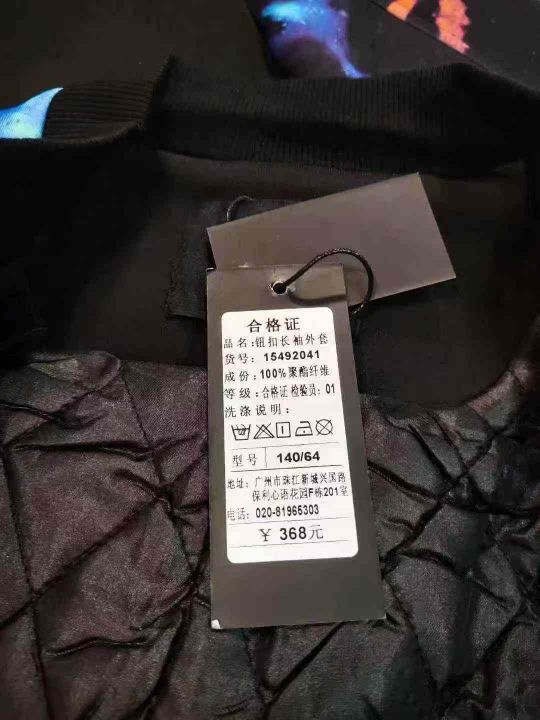 合格证
品名:钮扣长袖外套
货号: 15492041
成份: 100%聚酯纤维
等级: 合格证 检验员: 01
洗涤说明:
型号 140/64
地址: 广州市珠江新城兴国路
保利心语花园F栋201室
电话: 020-81965303
¥ 368元